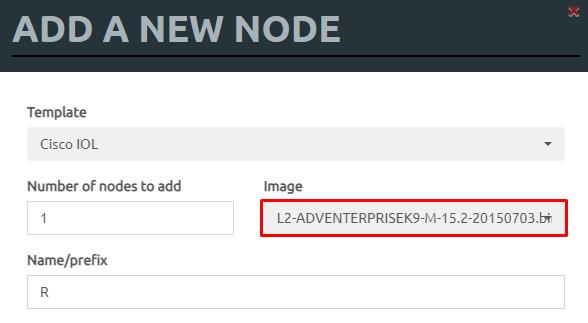 ADD A NEW NODE
Template
Cisco IOL
Number of nodes to add
Image
1
L2-ADVENTERPRISEK9-M-15.2-20150703.bin
Name/prefix
R